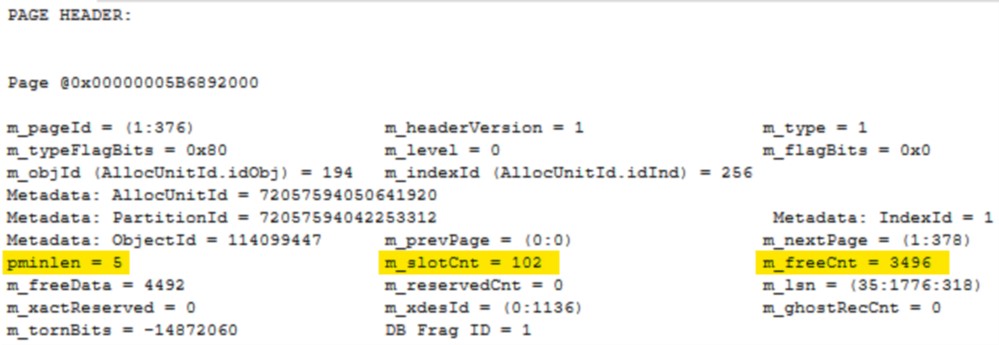 PAGE HEADER:
Page @0x00000005B6892000
m_pageId = (1:376) m_headerVersion = 1 m_type = 1
m_typeFlagBits = 0x80 m_level = 0 m_flagBits = 0x0
m_objId (AllocUnitId.idObj) = 194 m_indexId (AllocUnitId.idInd) = 256
Metadata: AllocUnitId = 72057594050641920
Metadata: PartitionId = 72057594042253312 Metadata: IndexId = 1
Metadata: ObjectId = 114099447 m_prevPage = (0:0) m_nextPage = (1:378)
pminlen = 5 m_slotCnt = 102 m_freeCnt = 3496
m_freeData = 4492 m_reservedCnt = 0 m_lsn = (35:1776:318)
m_xactReserved = 0 m_xdesId = (0:1136) m_ghostRecCnt = 0
m_tornBits = -14872060 DB Frag ID = 1